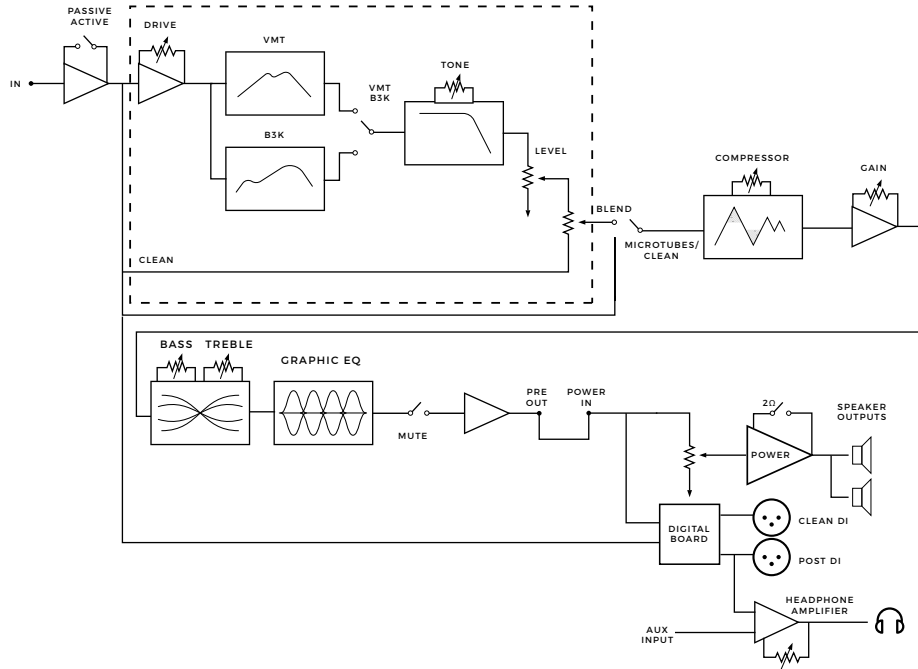 PASSIVE
ACTIVE
DRIVE
VMT
IN
VMT
B3K
TONE
B3K
LEVEL
COMPRESSOR
GAIN
BLEND
MICROTUBES/
CLEAN
CLEAN
BASS TREBLE
GRAPHIC EQ
MUTE
PRE
OUT
POWER
IN
2Ω
SPEAKER
OUTPUTS
POWER
DIGITAL
BOARD
CLEAN DI
POST DI
HEADPHONE
AMPLIFIER
AUX
INPUT